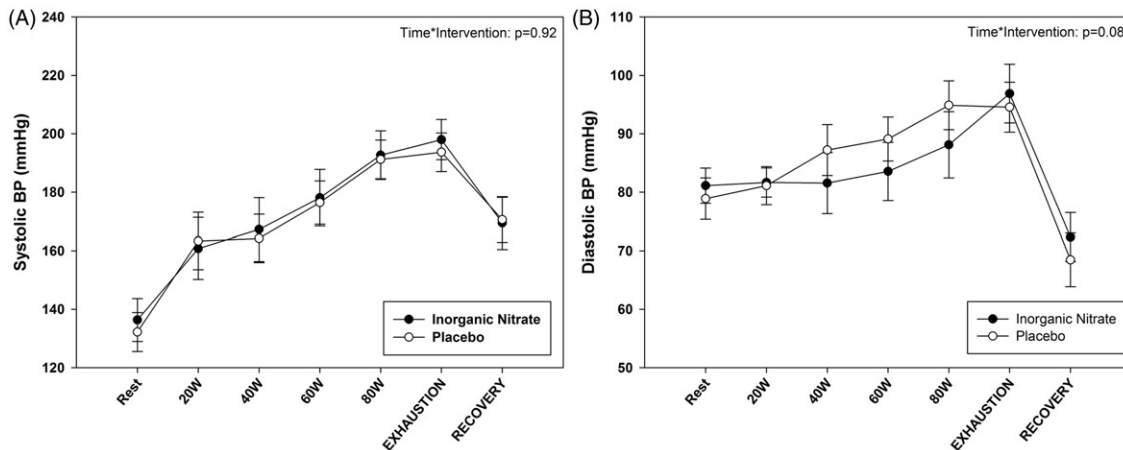 (A)
Time*Intervention: p=0.92
Systolic BP (mmHg)
240
220
200
180
160
140
120
Inorganic Nitrate
Placebo
Rest
20W
40W
60W
80W
EXHAUSTION
RECOVERY
(B)
Time*Intervention: p=0.08
Diastolic BP (mmHg)
110
100
90
80
70
60
50
Inorganic Nitrate
Placebo
Rest
20W
40W
60W
80W
EXHAUSTION
RECOVERY